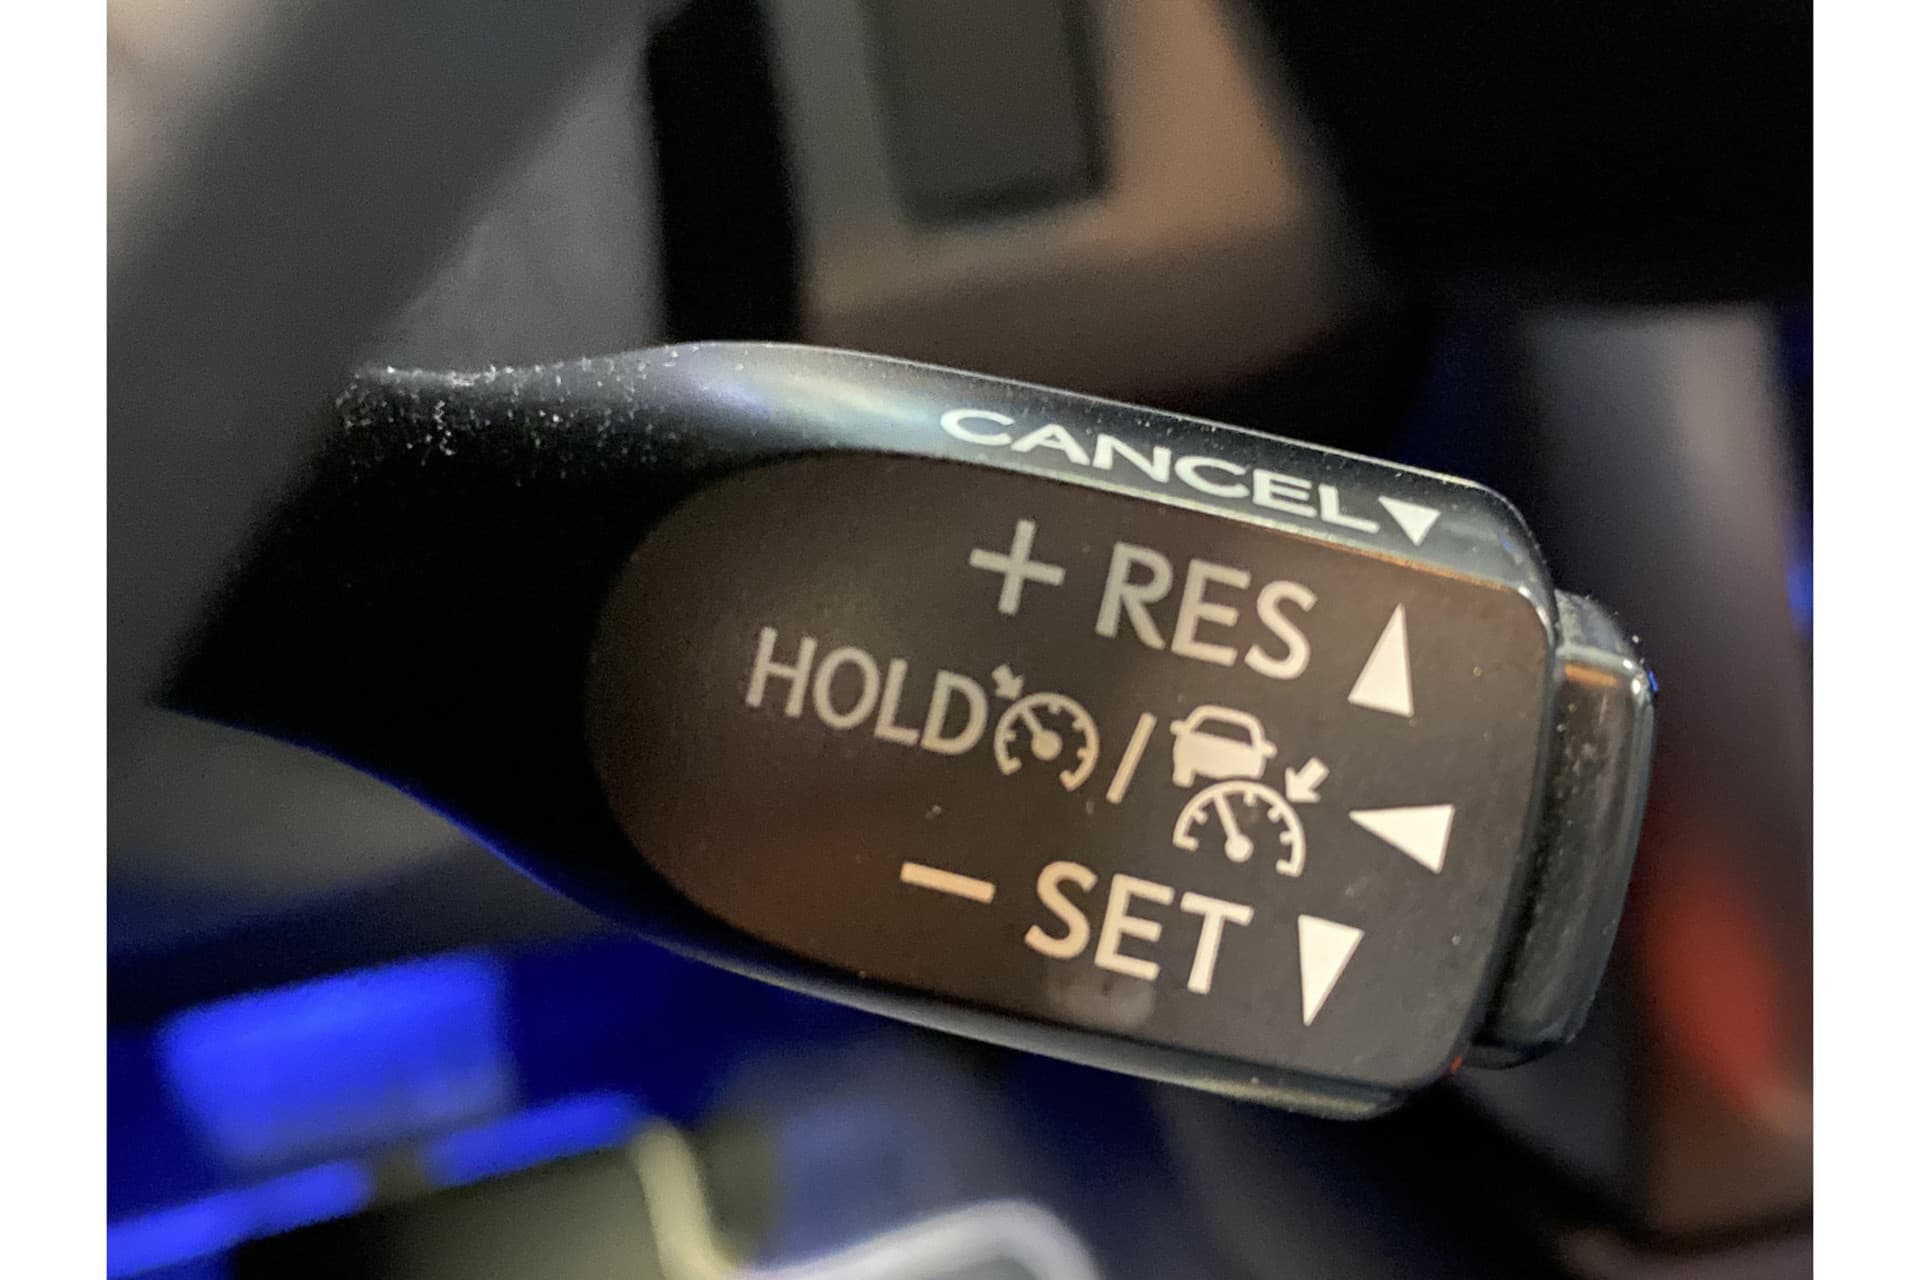 CANCEL▼
+ RES ▲
HOLD / ◀
− SET ▼